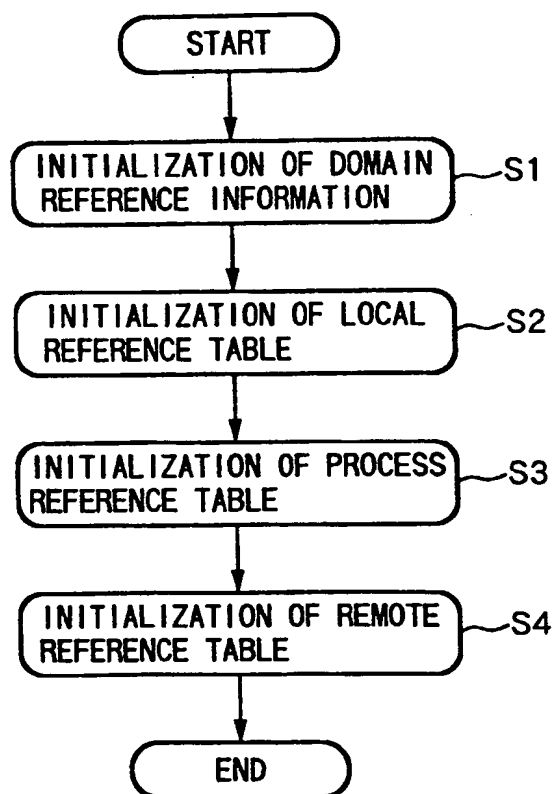 START
INITIALIZATION OF DOMAIN
REFERENCE INFORMATION
S1
INITIALIZATION OF LOCAL
REFERENCE TABLE
S2
INITIALIZATION OF PROCESS
REFERENCE TABLE
S3
INITIALIZATION OF REMOTE
REFERENCE TABLE
S4
END